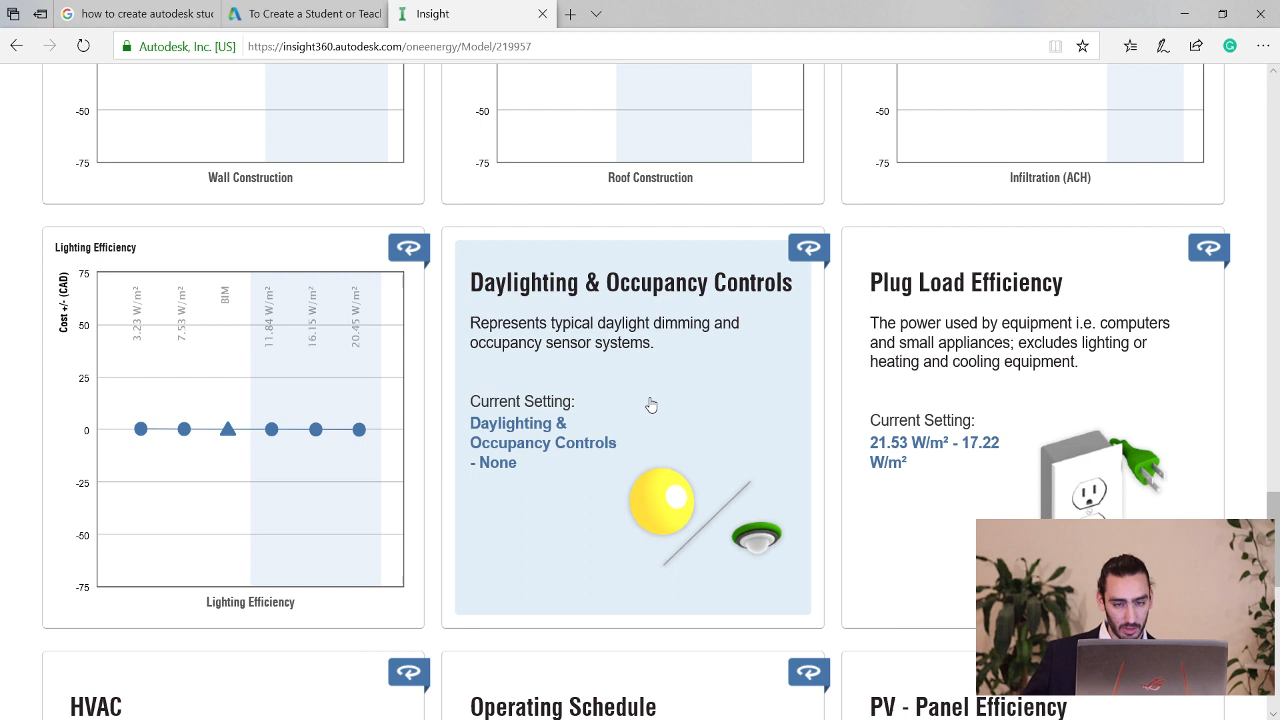 how to create autodesk stu
To Create a Student or Teac
Insight
Autodesk, Inc. [US]
https://insight360.autodesk.com/oneenergy/Model/219957
-50
-75
Wall Construction
-50
-75
Roof Construction
-50
-75
Infiltration (ACH)
Lighting Efficiency
Cost +/- (CAD)
75
50
25
0
-25
-50
-75
3.23 W/m²
7.53 W/m²
BIM
11.84 W/m²
16.15 W/m²
20.45 W/m²
Lighting Efficiency
Daylighting & Occupancy Controls
Represents typical daylight dimming and
occupancy sensor systems.
Current Setting:
Daylighting &
Occupancy Controls
- None
Plug Load Efficiency
The power used by equipment i.e. computers
and small appliances; excludes lighting or
heating and cooling equipment.
Current Setting:
21.53 W/m² - 17.22
W/m²
HVAC
Operating Schedule
PV - Panel Efficiency